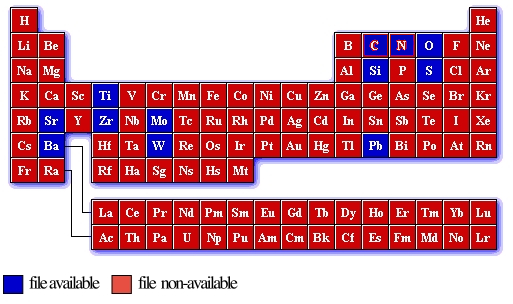 H He
Li Be B C N O F Ne
Na Mg Al Si P S Cl Ar
K Ca Sc Ti V Cr Mn Fe Co Ni Cu Zn Ga Ge As Se Br Kr
Rb Sr Y Zr Nb Mo Tc Ru Rh Pd Ag Cd In Sn Sb Te I Xe
Cs Ba Hf Ta W Re Os Ir Pt Au Hg Tl Pb Bi Po At Rn
Fr Ra Rf Ha Sg Ns Hs Mt
La Ce Pr Nd Pm Sm Eu Gd Tb Dy Ho Er Tm Yb Lu
Ac Th Pa U Np Pu Am Cm Bk Cf Es Fm Md No Lr
file available file non-available